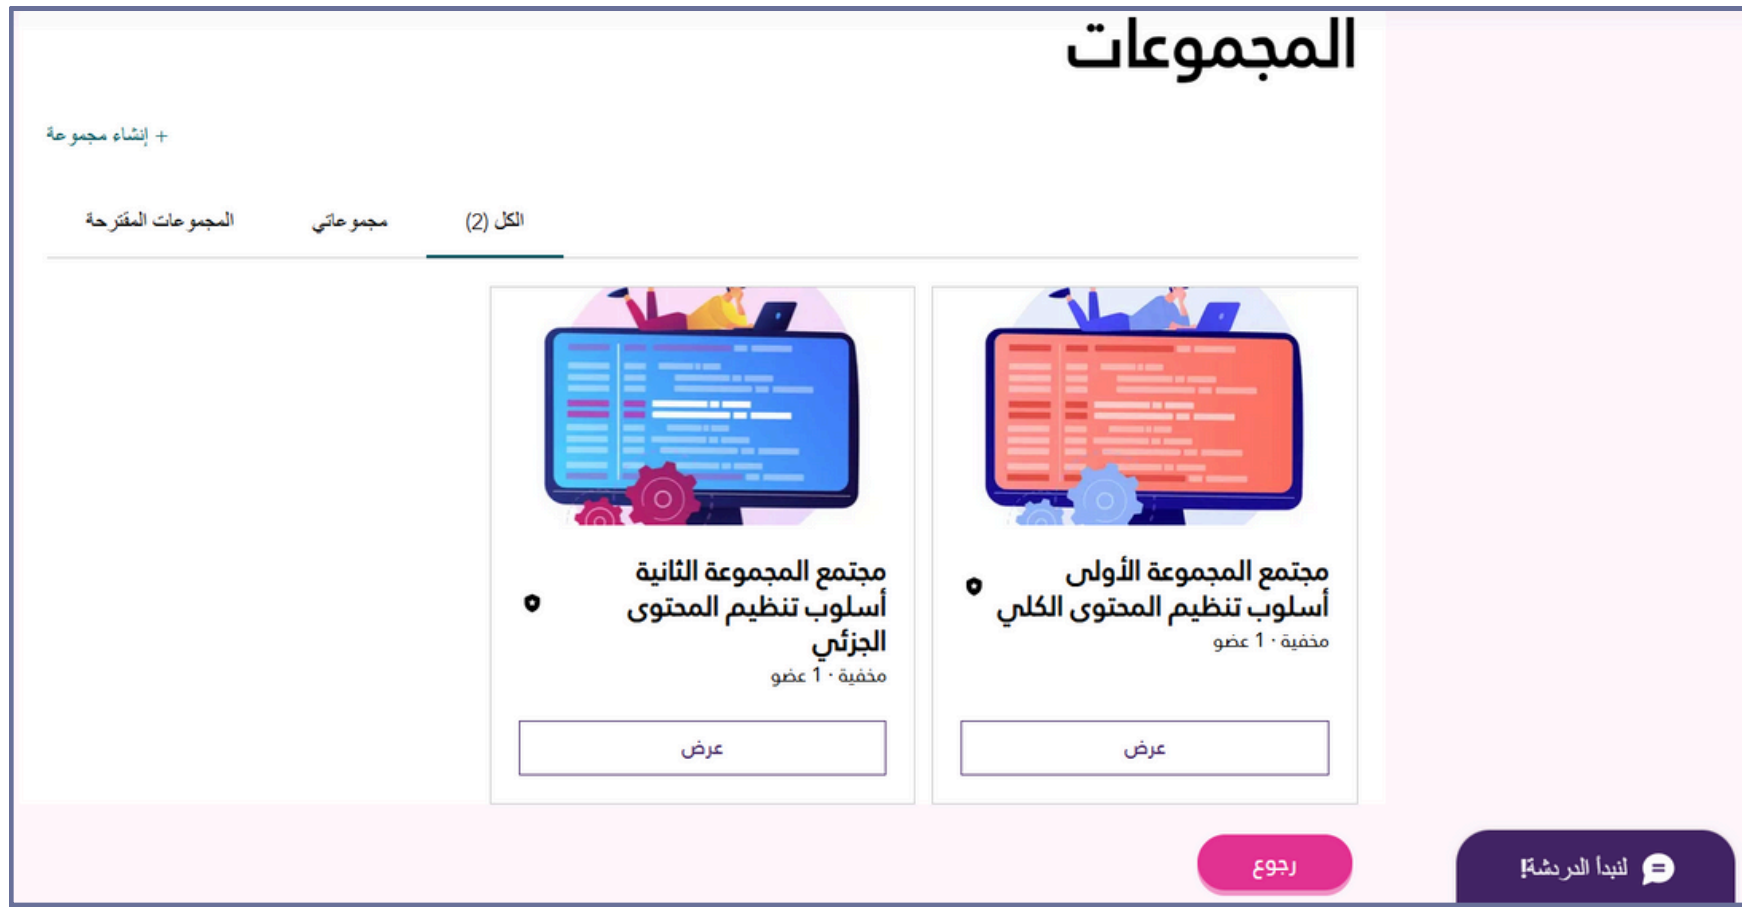 المجموعات
+ إنشاء مجموعة
الكل (2)
مجموعاتي
المجموعات المقترحة
مجتمع المجموعة الأولى
أسلوب تنظيم المحتوى الكلي
مخفية · 1 عضو
عرض
مجتمع المجموعة الثانية
أسلوب تنظيم المحتوى
الجزئي
مخفية · 1 عضو
عرض
رجوع
لنبدأ الدردشة!